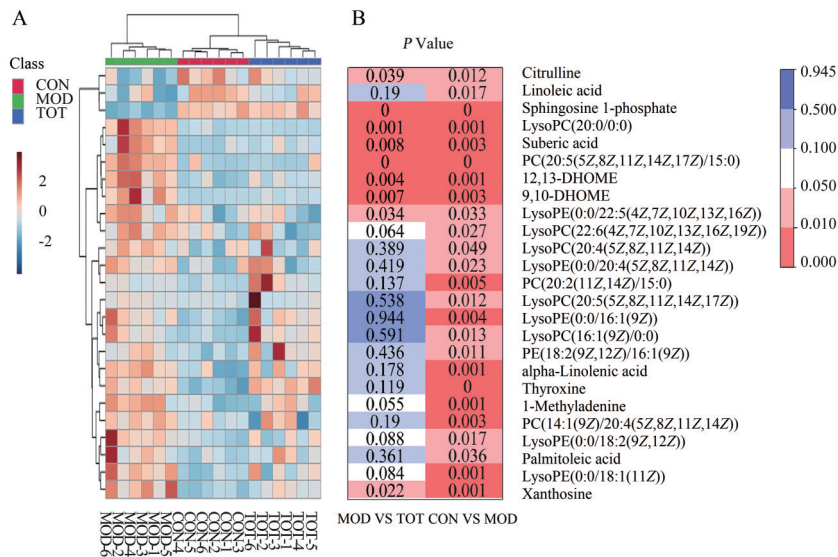 A
B
Class
CON
MOD
TOT
2
0
-2
P Value
0.039 0.012 Citrulline
0.19 0.017 Linoleic acid
0 0 Sphingosine 1-phosphate
0.001 0.001 LysoPC(20:0/0:0)
0.008 0.003 Suberic acid
0 0 PC(20:5(5Z,8Z,11Z,14Z,17Z)/15:0)
0.004 0.001 12,13-DHOME
0.007 0.003 9,10-DHOME
0.034 0.033 LysoPE(0:0/22:5(4Z,7Z,10Z,13Z,16Z))
0.064 0.027 LysoPC(22:6(4Z,7Z,10Z,13Z,16Z,19Z))
0.389 0.049 LysoPC(20:4(5Z,8Z,11Z,14Z))
0.419 0.023 LysoPE(0:0/20:4(5Z,8Z,11Z,14Z))
0.137 0.005 PC(20:2(11Z,14Z)/15:0)
0.538 0.012 LysoPC(20:5(5Z,8Z,11Z,14Z,17Z))
0.944 0.004 LysoPE(0:0/16:1(9Z))
0.591 0.013 LysoPC(16:1(9Z)/0:0)
0.436 0.011 PE(18:2(9Z,12Z)/16:1(9Z))
0.178 0.001 alpha-Linolenic acid
0.119 0 Thyroxine
0.055 0.001 1-Methyladenine
0.19 0.003 PC(14:1(9Z)/20:4(5Z,8Z,11Z,14Z))
0.088 0.017 LysoPE(0:0/18:2(9Z,12Z))
0.361 0.036 Palmitoleic acid
0.084 0.001 LysoPE(0:0/18:1(11Z))
0.022 0.001 Xanthosine
MOD VS TOT CON VS MOD
0.945
0.500
0.100
0.050
0.010
0.000
MOD-6
MOD-2
MOD-4
MOD-3
MOD-1
MOD-5
CON-4
CON-5
CON-6
CON-2
CON-1
CON-3
TOT-6
TOT-2
TOT-3
TOT-1
TOT-4
TOT-5